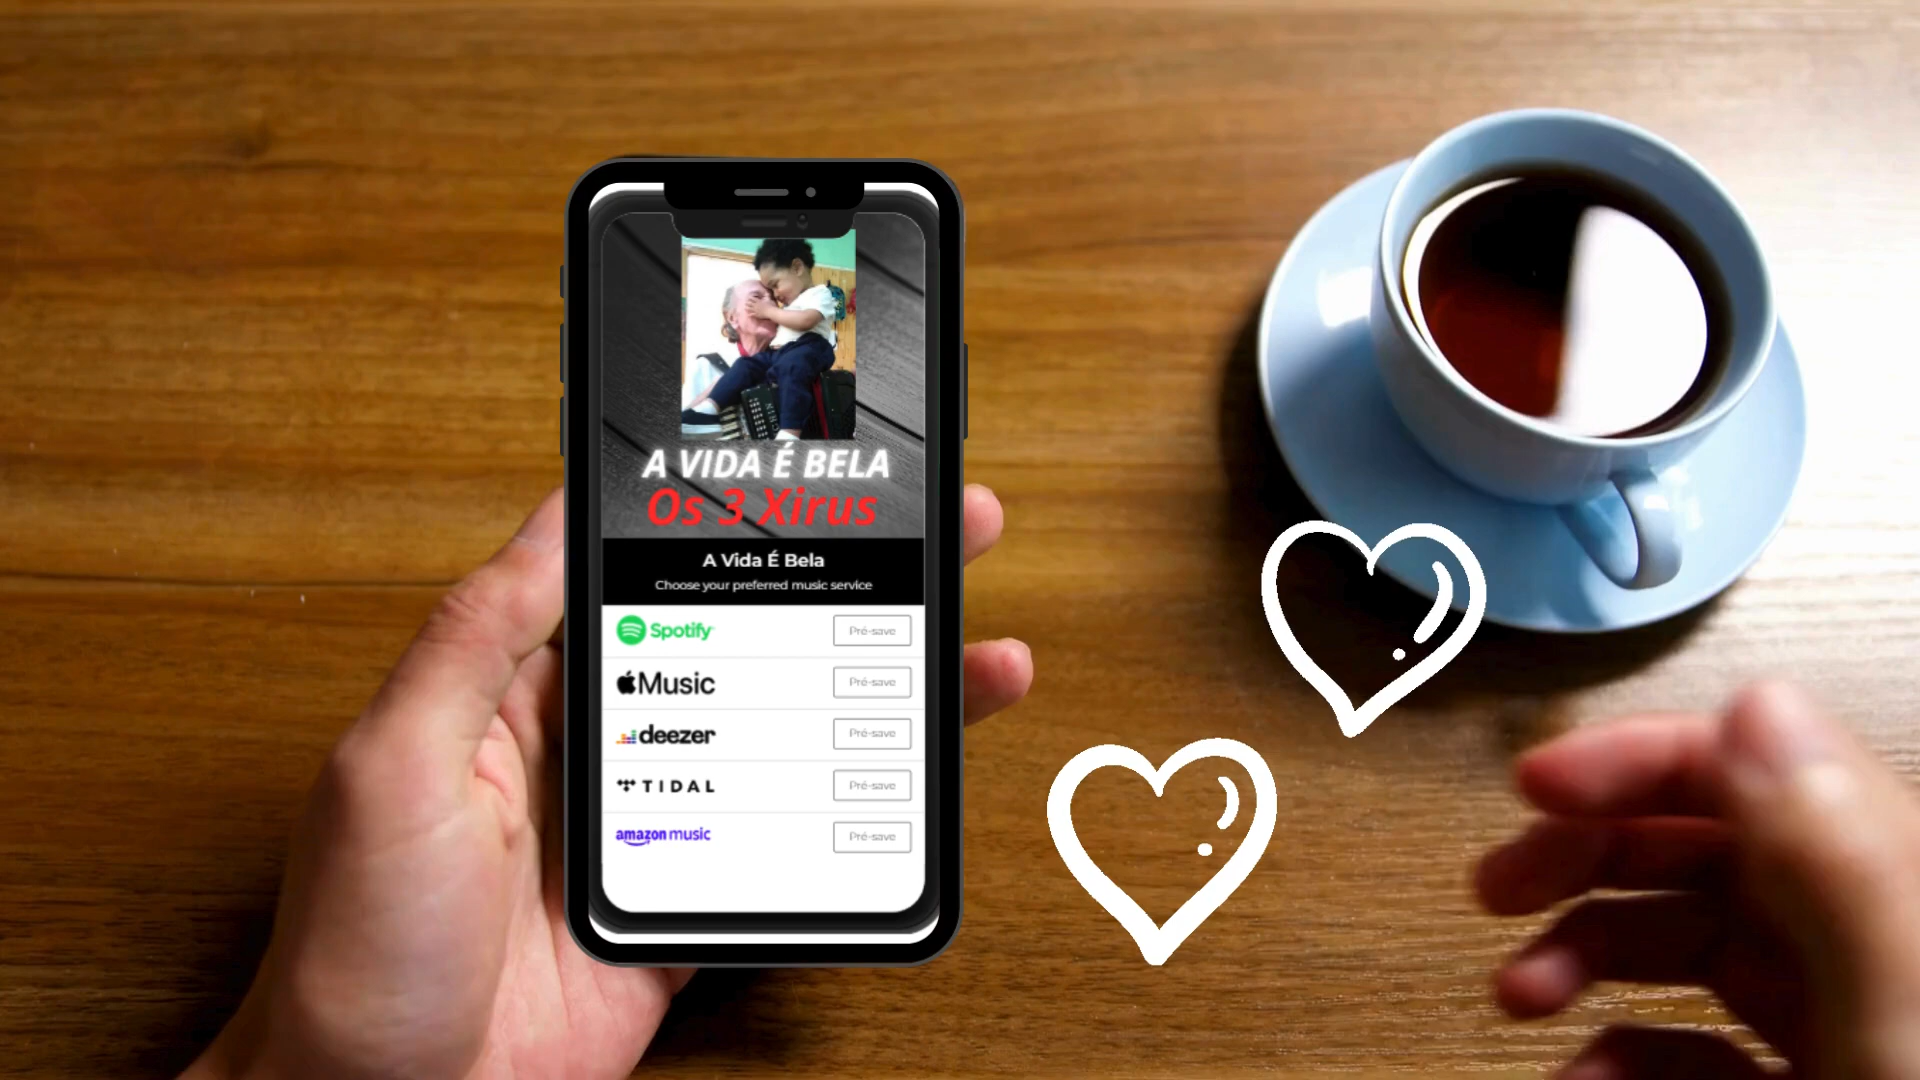 A VIDA É BELA
Os 3 Xirus
A Vida É Bela
Choose your preferred music service
Spotify
Pré-save
Music
Pré-save
deezer
Pré-save
TIDAL
Pré-save
amazon music
Pré-save